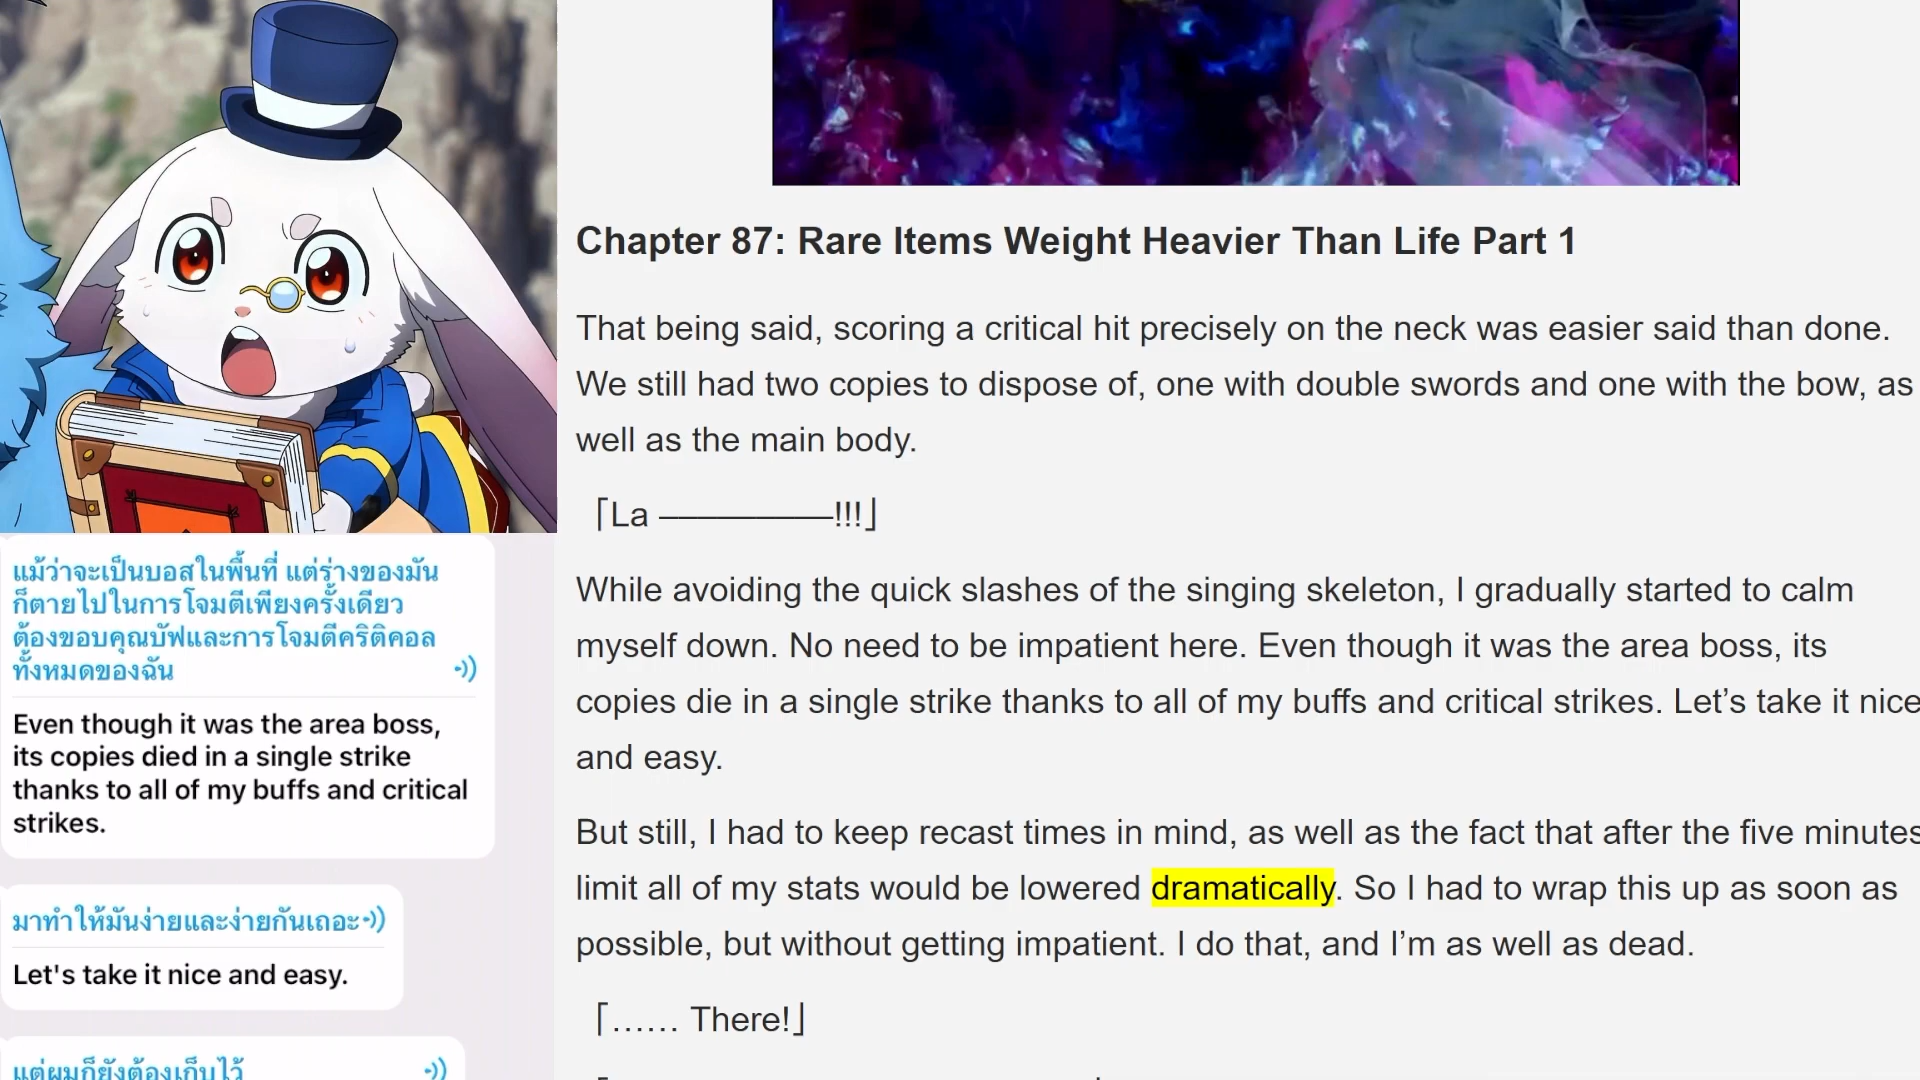 แม้ว่าจะเป็นบอสในพื้นที่ แต่ร่างของมัน
ก็ตายไปในการโจมตีเพียงครั้งเดียว
ต้องขอบคุณบัฟและการโจมตีคริติคอล
ทั้งหมดของฉัน
Even though it was the area boss,
its copies died in a single strike
thanks to all of my buffs and critical
strikes.
มาทำให้มันง่ายและง่ายกันเถอะ
Let's take it nice and easy.
แต่ผมก็ยังต้องเก็บไว้
Chapter 87: Rare Items Weight Heavier Than Life Part 1
That being said, scoring a critical hit precisely on the neck was easier said than done.
We still had two copies to dispose of, one with double swords and one with the bow, as
well as the main body.
「La —————–!!!」
While avoiding the quick slashes of the singing skeleton, I gradually started to calm
myself down. No need to be impatient here. Even though it was the area boss, its
copies die in a single strike thanks to all of my buffs and critical strikes. Let’s take it nice
and easy.
But still, I had to keep recast times in mind, as well as the fact that after the five minutes
limit all of my stats would be lowered dramatically. So I had to wrap this up as soon as
possible, but without getting impatient. I do that, and I’m as well as dead.
「…… There!」